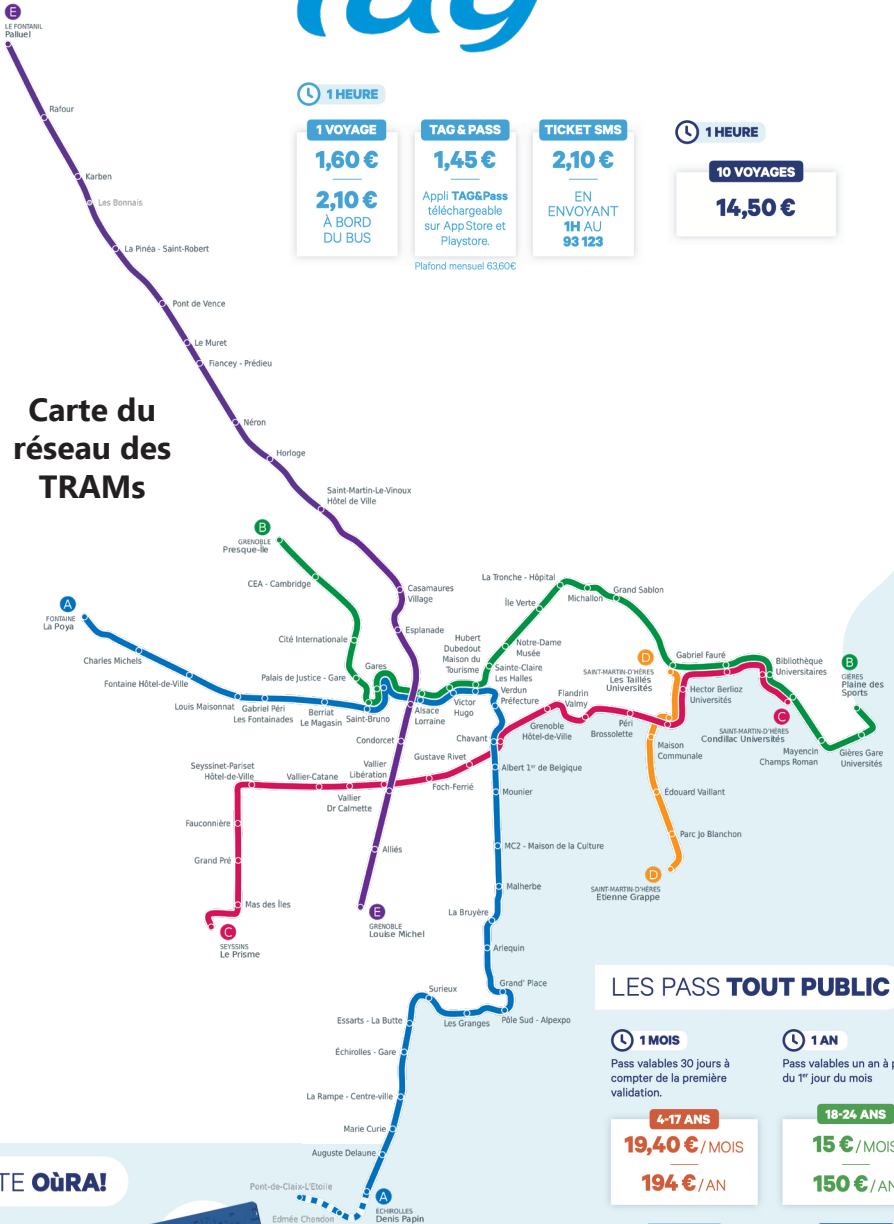 Tag
E
LE FONTANIL
Palluel
Rafour
Karben
Les Bonnais
La Pinéa - Saint-Robert
Pont de Vence
Le Muret
Fiancey - Prédieu
Néron
Horloge
Saint-Martin-Le-Vinoux
Hôtel de Ville
1 HEURE
1 VOYAGE
1,60 €
2,10 €
À BORD
DU BUS
TAG & PASS
1,45 €
Appli TAG&Pass
téléchargeable
sur App Store et
Playstore.
Plafond mensuel 63,60€
TICKET SMS
2,10 €
EN
ENVOYANT
1H AU
93 123
1 HEURE
10 VOYAGES
14,50 €
Carte du
réseau des
TRAMs
B
GRENOBLE
Presque-île
CEA - Cambridge
Cité Internationale
Palais de Justice - Gare
Gares
Casamaures
Village
Esplanade
A
FONTAINE
La Poya
Charles Michels
Fontaine Hôtel-de-Ville
Louis Maisonnat
Gabriel Péri
Les Fontainades
Berriat
Le Magasin
Saint-Bruno
Alsace
Lorraine
Victor
Hugo
Hubert
Dubedout
Maison du
Tourisme
Sainte-Claire
Les Halles
Verdun
Préfecture
Notre-Dame
Musée
Île Verte
La Tronche - Hôpital
Michallon
Grand Sablon
D
SAINT-MARTIN-D'HÈRES
Les Taillés
Universités
Gabriel Fauré
Hector Berlioz
Universités
Bibliothèque
Universitaires
B
GIÈRES
Plaine des
Sports
C
SAINT-MARTIN-D'HÈRES
Condillac Universités
Mayencin
Champs Roman
Gières Gare
Universités
Flandrin
Valmy
Grenoble
Hôtel-de-Ville
Péri
Brossolette
Maison
Communale
Édouard Vaillant
Parc Jo Blanchon
D
SAINT-MARTIN-D'HÈRES
Etienne Grappe
Condorcet
Chavant
Gustave Rivet
Vallier
Libération
Foch-Ferrié
Seyssinet-Pariset
Hôtel-de-Ville
Vallier-Catane
Vallier
Dr Calmette
Fauconnière
Grand Pré
Mas des Îles
C
SEYSSINS
Le Prisme
Alliés
E
GRENOBLE
Louise Michel
Albert 1er de Belgique
Mounier
MC2 - Maison de la Culture
Malherbe
La Bruyère
Arlequin
Grand' Place
Pôle Sud - Alpexpo
Les Granges
Surieux
Essarts - La Butte
Échirolles - Gare
La Rampe - Centre-ville
Marie Curie
Auguste Delaune
Pont-de-Claix-L'Etoile
Edmée Chandon
A
ÉCHIROLLES
Denis Papin
LES PASS TOUT PUBLIC
1 MOIS
Pass valables 30 jours à
compter de la première
validation.
4-17 ANS
19,40 € / MOIS
194 € / AN
1 AN
Pass valables un an à p
du 1er jour du mois
18-24 ANS
15 € / MOIS
150 € / AN
TE OùRA!